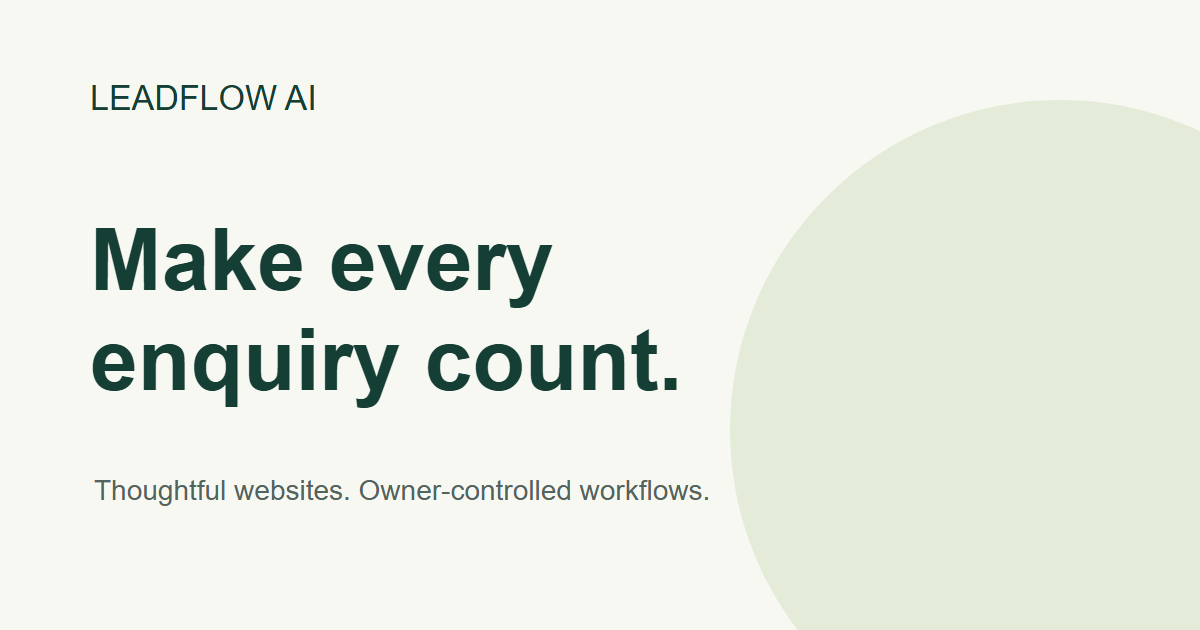 LEADFLOW AI
Make every
enquiry count.
Thoughtful websites. Owner-controlled workflows.